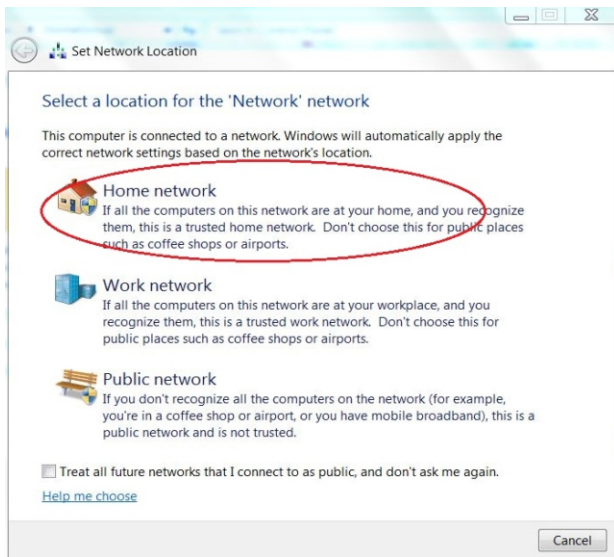 Set Network Location
Select a location for the 'Network' network
This computer is connected to a network. Windows will automatically apply the
correct network settings based on the network's location.
Home network
If all the computers on this network are at your home, and you recognize
them, this is a trusted home network. Don't choose this for public places
such as coffee shops or airports.
Work network
If all the computers on this network are at your workplace, and you
recognize them, this is a trusted work network. Don't choose this for
public places such as coffee shops or airports.
Public network
If you don't recognize all the computers on the network (for example,
you're in a coffee shop or airport, or you have mobile broadband), this is a
public network and is not trusted.
Treat all future networks that I connect to as public, and don't ask me again.
Help me choose
Cancel